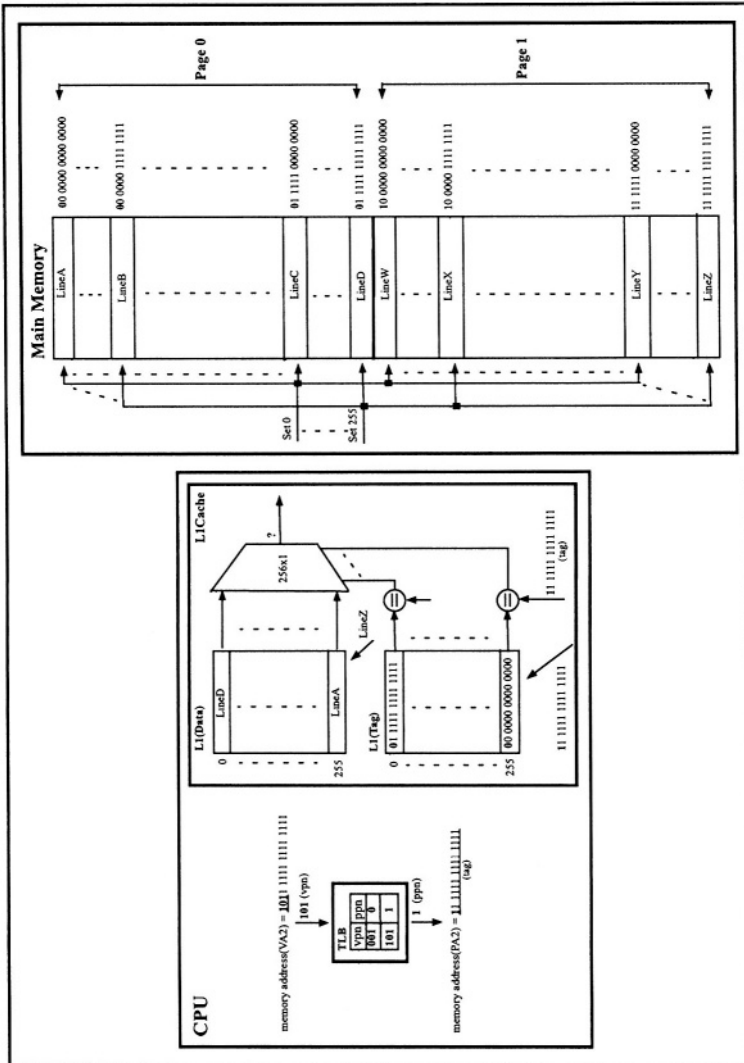 CPU
memory address(VA2) = 1011 1111 1111 1111
101 (vpn)
TLB
vpn ppn
001 0
101 1
1 (ppn)
memory address(PA2) = 11 1111 1111 1111
(tag)
L1Cache
L1(Data)
0
LineD
255
LineA
LineZ
256x1
?
L1(Tag)
0
01 1111 1111 1111
255
00 0000 0000 0000
=
=
11 1111 1111 1111
11 1111 1111 1111
(tag)
Main Memory
Set 0
Set 255
LineA
00 0000 0000 0000
LineB
00 0000 1111 1111
LineC
01 1111 0000 0000
LineD
01 1111 1111 1111
Page 0
LineW
10 0000 0000 0000
LineX
10 0000 1111 1111
LineY
11 1111 0000 0000
LineZ
11 1111 1111 1111
Page 1